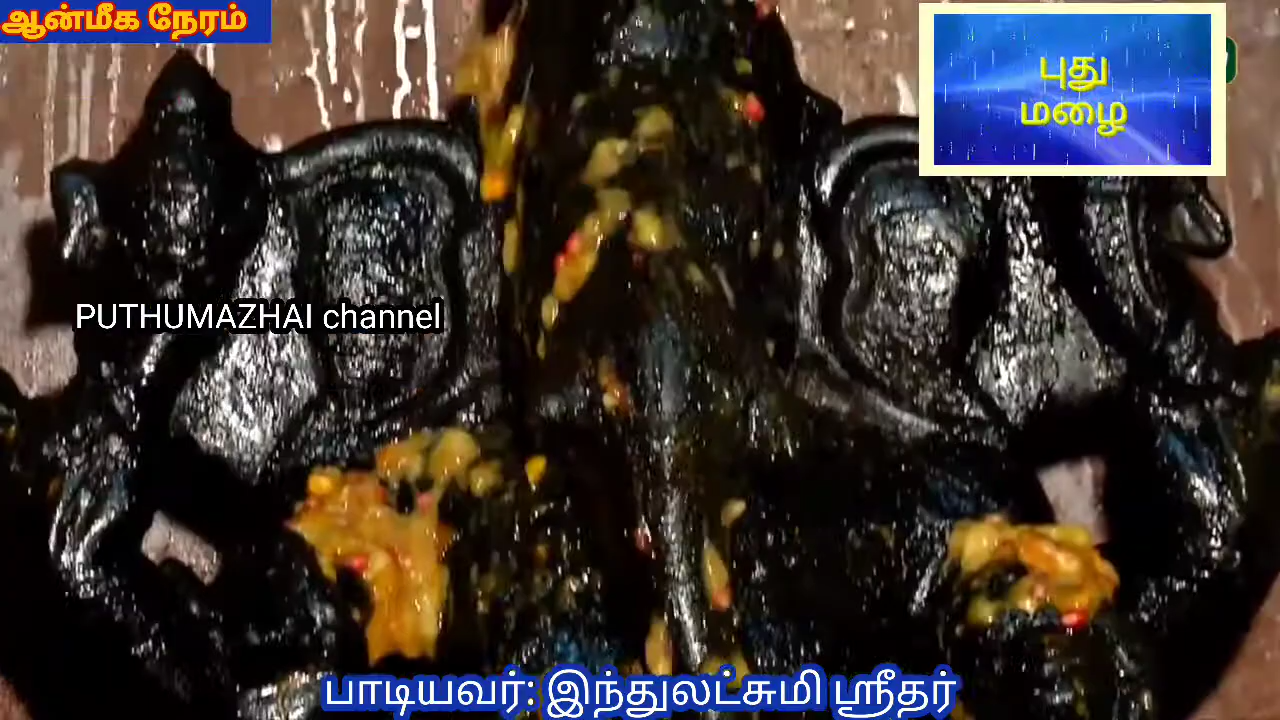 ஆன்மீக நேரம்
புது
மழை
PUTHUMAZHAI channel
பாடியவர்: இந்துலட்சுமி ஸ்ரீதர்